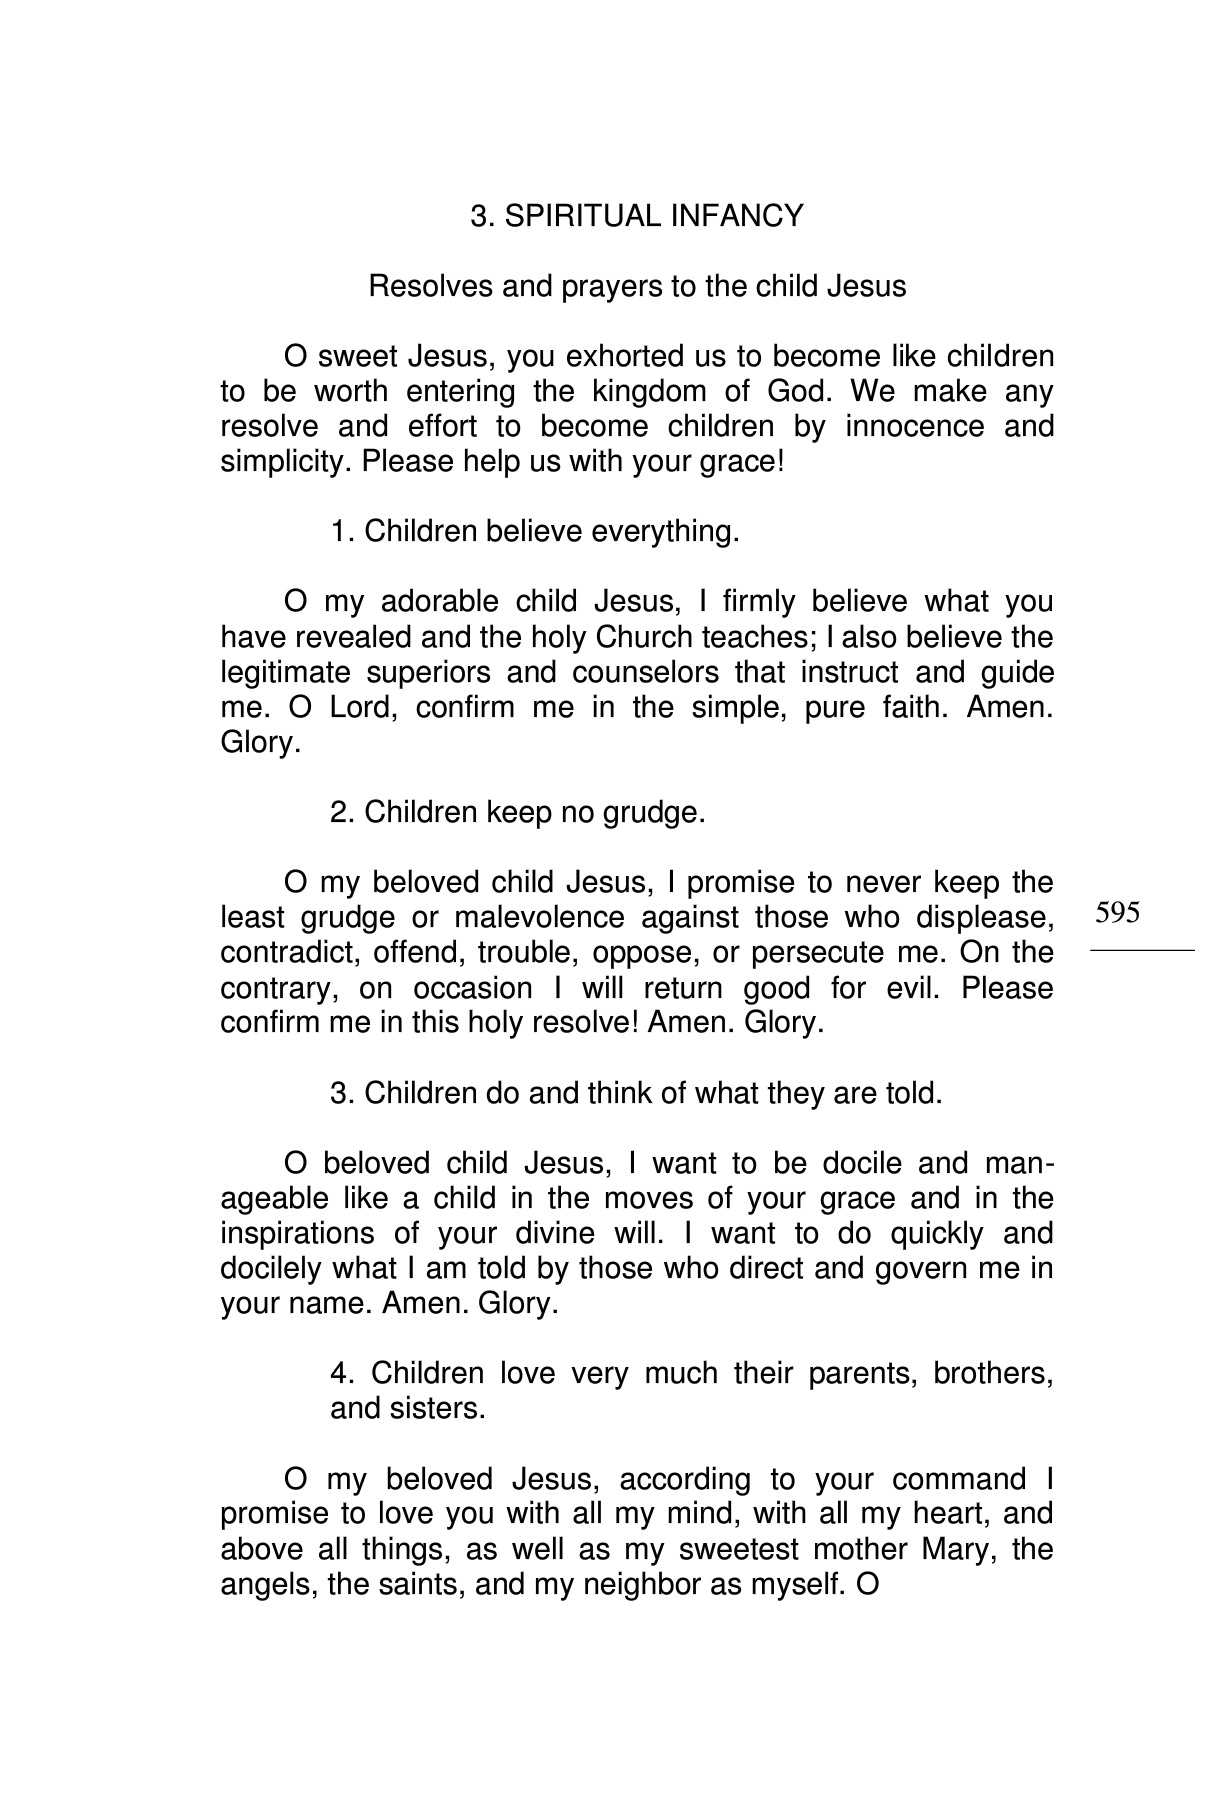 3. SPIRITUAL INFANCY
Resolves and prayers to the child Jesus
O sweet Jesus, you exhorted us to become like children
to be worth entering the kingdom of God. We make any
resolve and effort to become children by innocence and
simplicity. Please help us with your grace!
1. Children believe everything.
O my adorable child Jesus, I firmly believe what you
have revealed and the holy Church teaches; I also believe the
legitimate superiors and counselors that instruct and guide
me. O Lord, confirm me in the simple, pure faith. Amen.
Glory.
2. Children keep no grudge.
O my beloved child Jesus, I promise to never keep the
least grudge or malevolence against those who displease,
contradict, offend, trouble, oppose, or persecute me. On the
contrary, on occasion I will return good for evil. Please
confirm me in this holy resolve! Amen. Glory.
595
3. Children do and think of what they are told.
O beloved child Jesus, I want to be docile and man-
ageable like a child in the moves of your grace and in the
inspirations of your divine will. I want to do quickly and
docilely what I am told by those who direct and govern me in
your name. Amen. Glory.
4. Children love very much their parents, brothers,
and sisters.
O my beloved Jesus, according to your command I
promise to love you with all my mind, with all my heart, and
above all things, as well as my sweetest mother Mary, the
angels, the saints, and my neighbor as myself. O